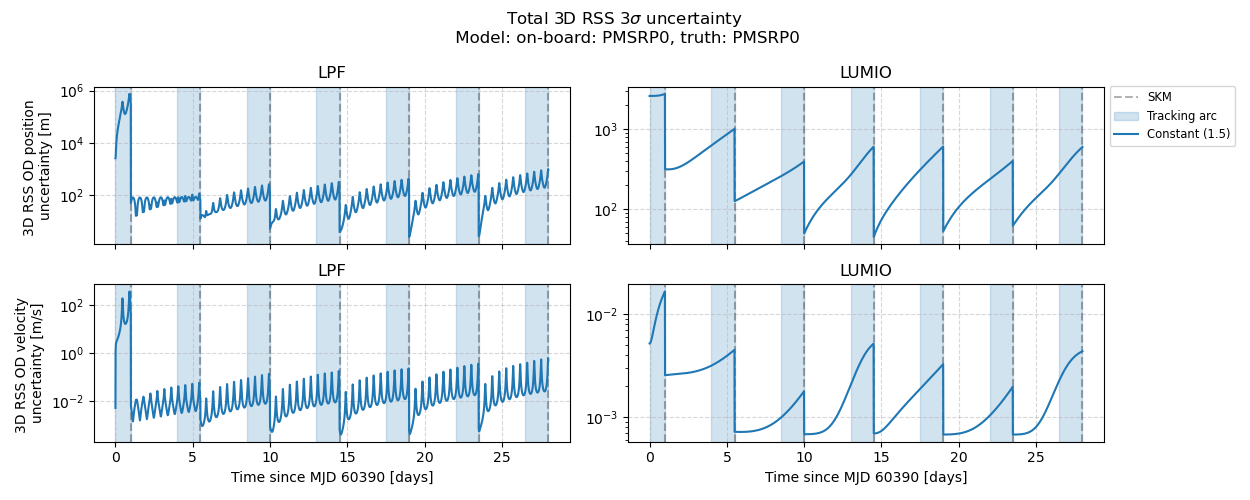 Total 3D RSS 3σ uncertainty
Model: on-board: PMSRP0, truth: PMSRP0
LPF
3D RSS OD position
uncertainty [m]
10^6
10^4
10^2
LUMIO
10^3
10^2
SKM
Tracking arc
Constant (1.5)
LPF
3D RSS OD velocity
uncertainty [m/s]
10^2
10^0
10^−2
0 5 10 15 20 25
Time since MJD 60390 [days]
LUMIO
10^−2
10^−3
0 5 10 15 20 25
Time since MJD 60390 [days]